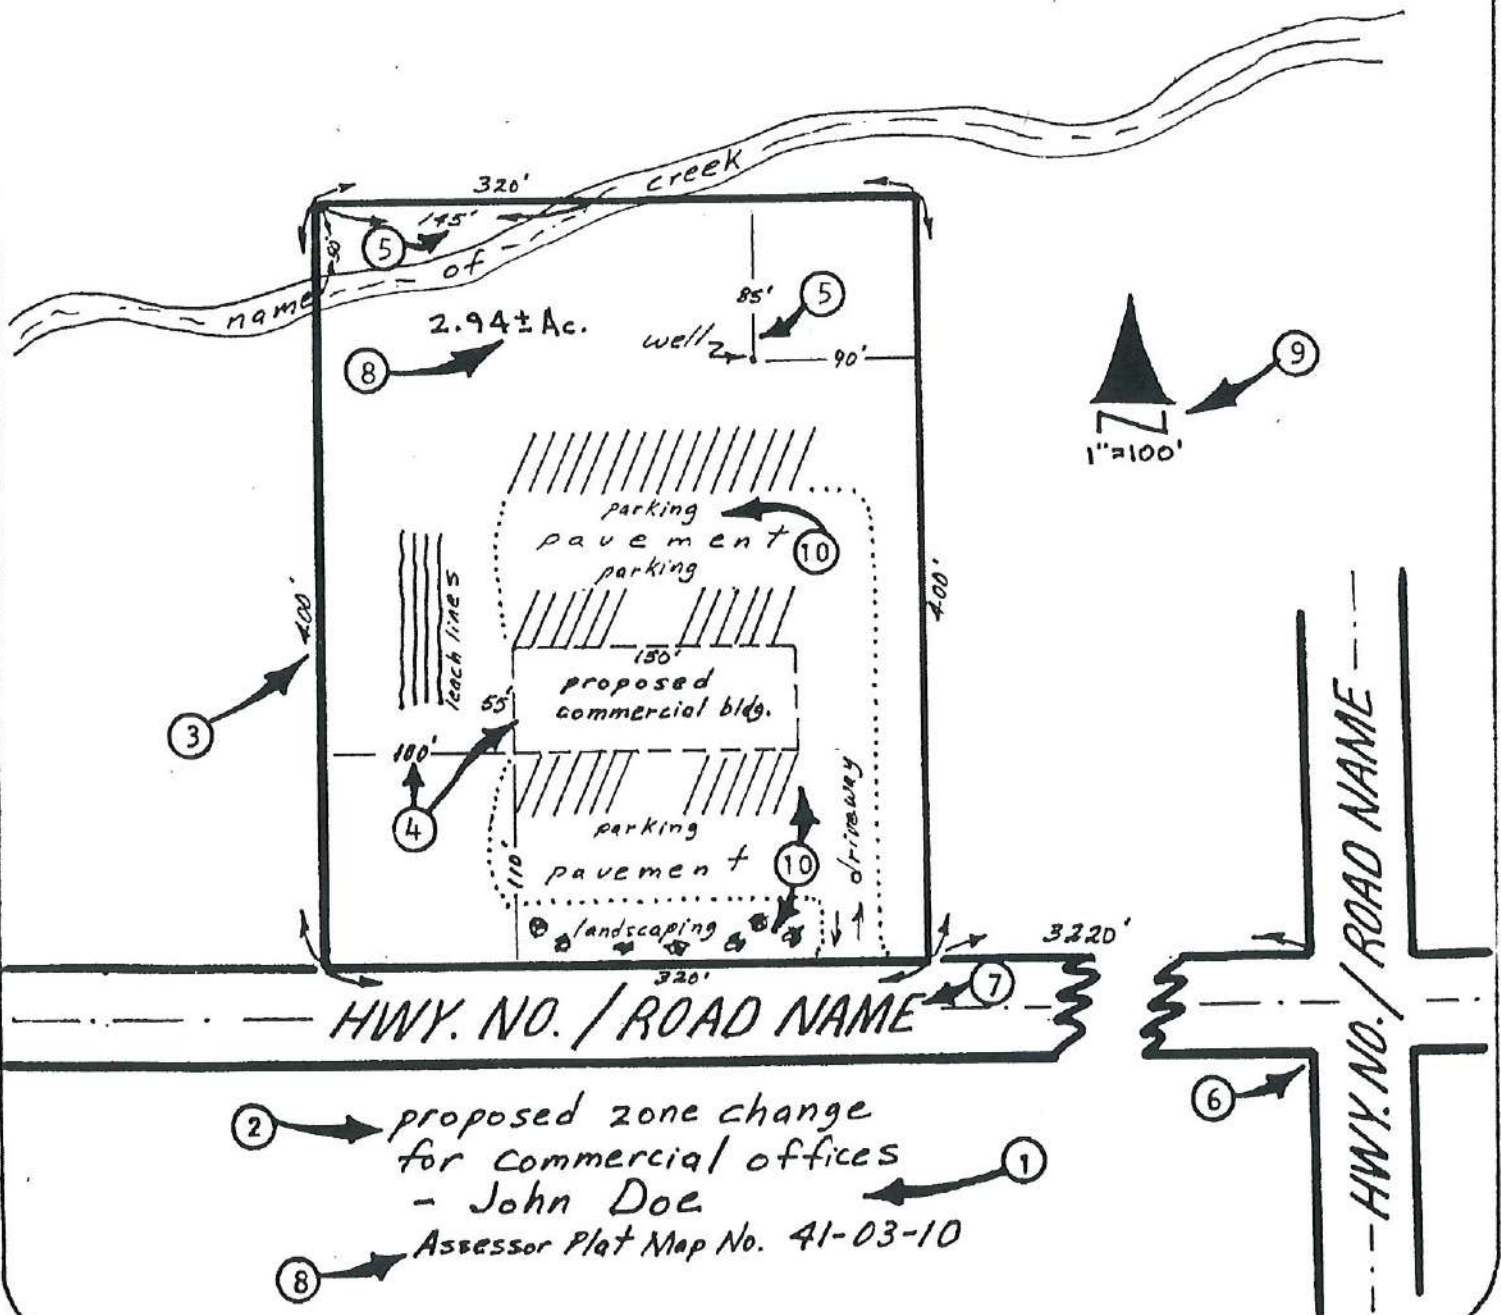 320'
creek
145'
5
50'
of
name
2.94± Ac.
8
85'
5
well
90'
9
N
1"=100'
parking
pavement
10
parking
400'
400'
leach lines
150'
proposed
commercial bldg.
55'
3
100'
4
parking
pavement
10
driveway
110'
landscaping
320'
3220'
7
HWY. NO. / ROAD NAME
HWY. NO. / ROAD NAME
6
2
proposed zone change
for commercial offices
1
- John Doe
Assessor Plat Map No. 41-03-10
8